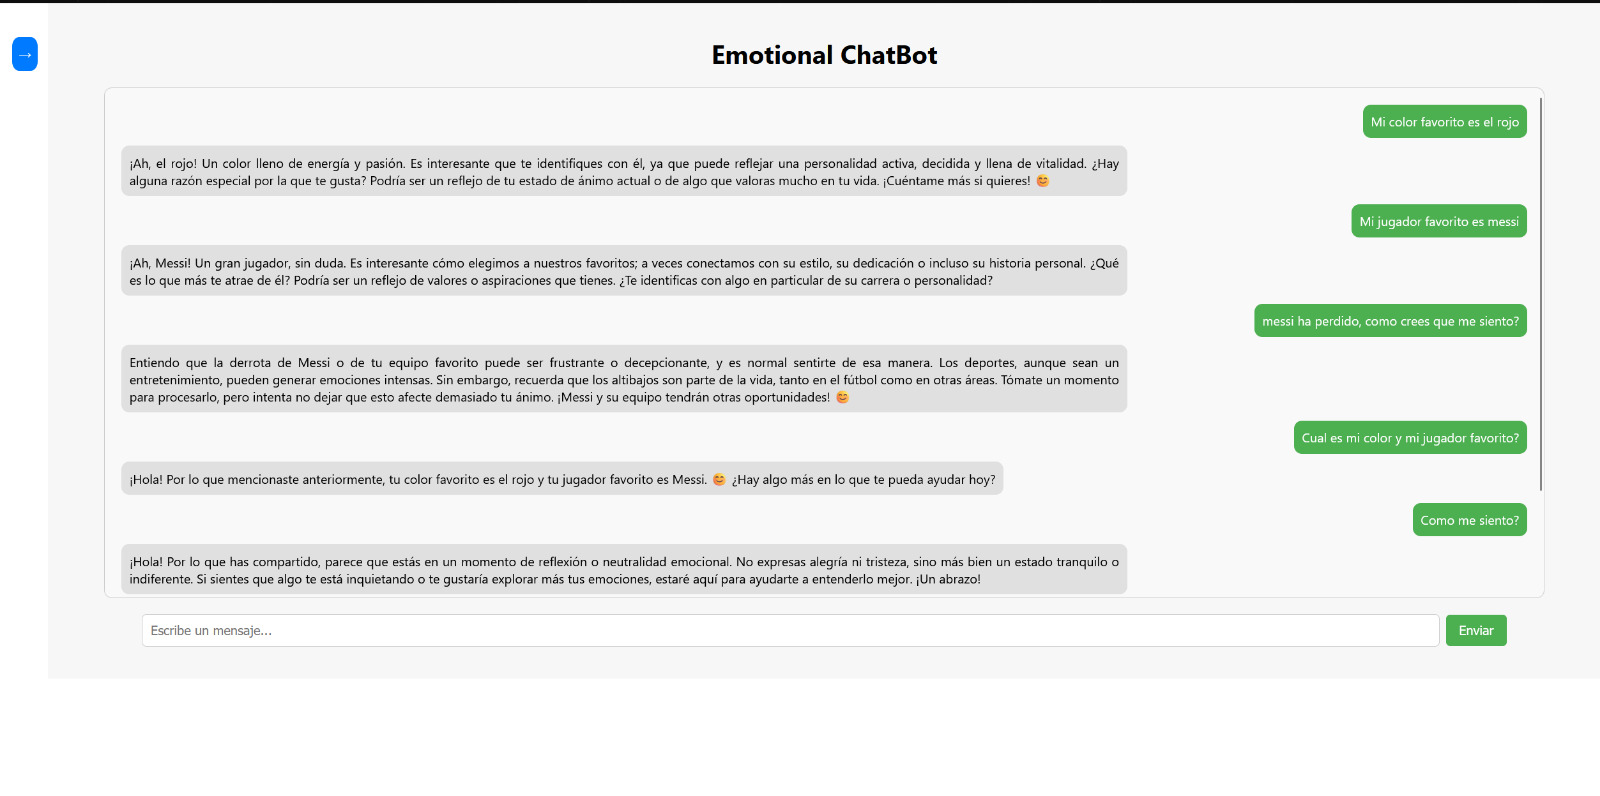 →
Emotional ChatBot
Mi color favorito es el rojo
¡Ah, el rojo! Un color lleno de energía y pasión. Es interesante que te identifiques con él, ya que puede reflejar una personalidad activa, decidida y llena de vitalidad. ¿Hay
alguna razón especial por la que te gusta? Podría ser un reflejo de tu estado de ánimo actual o de algo que valoras mucho en tu vida. ¡Cuéntame más si quieres! 😊
Mi jugador favorito es messi
¡Ah, Messi! Un gran jugador, sin duda. Es interesante cómo elegimos a nuestros favoritos; a veces conectamos con su estilo, su dedicación o incluso su historia personal. ¿Qué
es lo que más te atrae de él? Podría ser un reflejo de valores o aspiraciones que tienes. ¿Te identificas con algo en particular de su carrera o personalidad?
messi ha perdido, como crees que me siento?
Entiendo que la derrota de Messi o de tu equipo favorito puede ser frustrante o decepcionante, y es normal sentirte de esa manera. Los deportes, aunque sean un
entretenimiento, pueden generar emociones intensas. Sin embargo, recuerda que los altibajos son parte de la vida, tanto en el fútbol como en otras áreas. Tómate un momento
para procesarlo, pero intenta no dejar que esto afecte demasiado tu ánimo. ¡Messi y su equipo tendrán otras oportunidades! 😊
Cual es mi color y mi jugador favorito?
¡Hola! Por lo que mencionaste anteriormente, tu color favorito es el rojo y tu jugador favorito es Messi. 😊 ¿Hay algo más en lo que te pueda ayudar hoy?
Como me siento?
¡Hola! Por lo que has compartido, parece que estás en un momento de reflexión o neutralidad emocional. No expresas alegría ni tristeza, sino más bien un estado tranquilo o
indiferente. Si sientes que algo te está inquietando o te gustaría explorar más tus emociones, estaré aquí para ayudarte a entenderlo mejor. ¡Un abrazo!
Escribe un mensaje...
Enviar